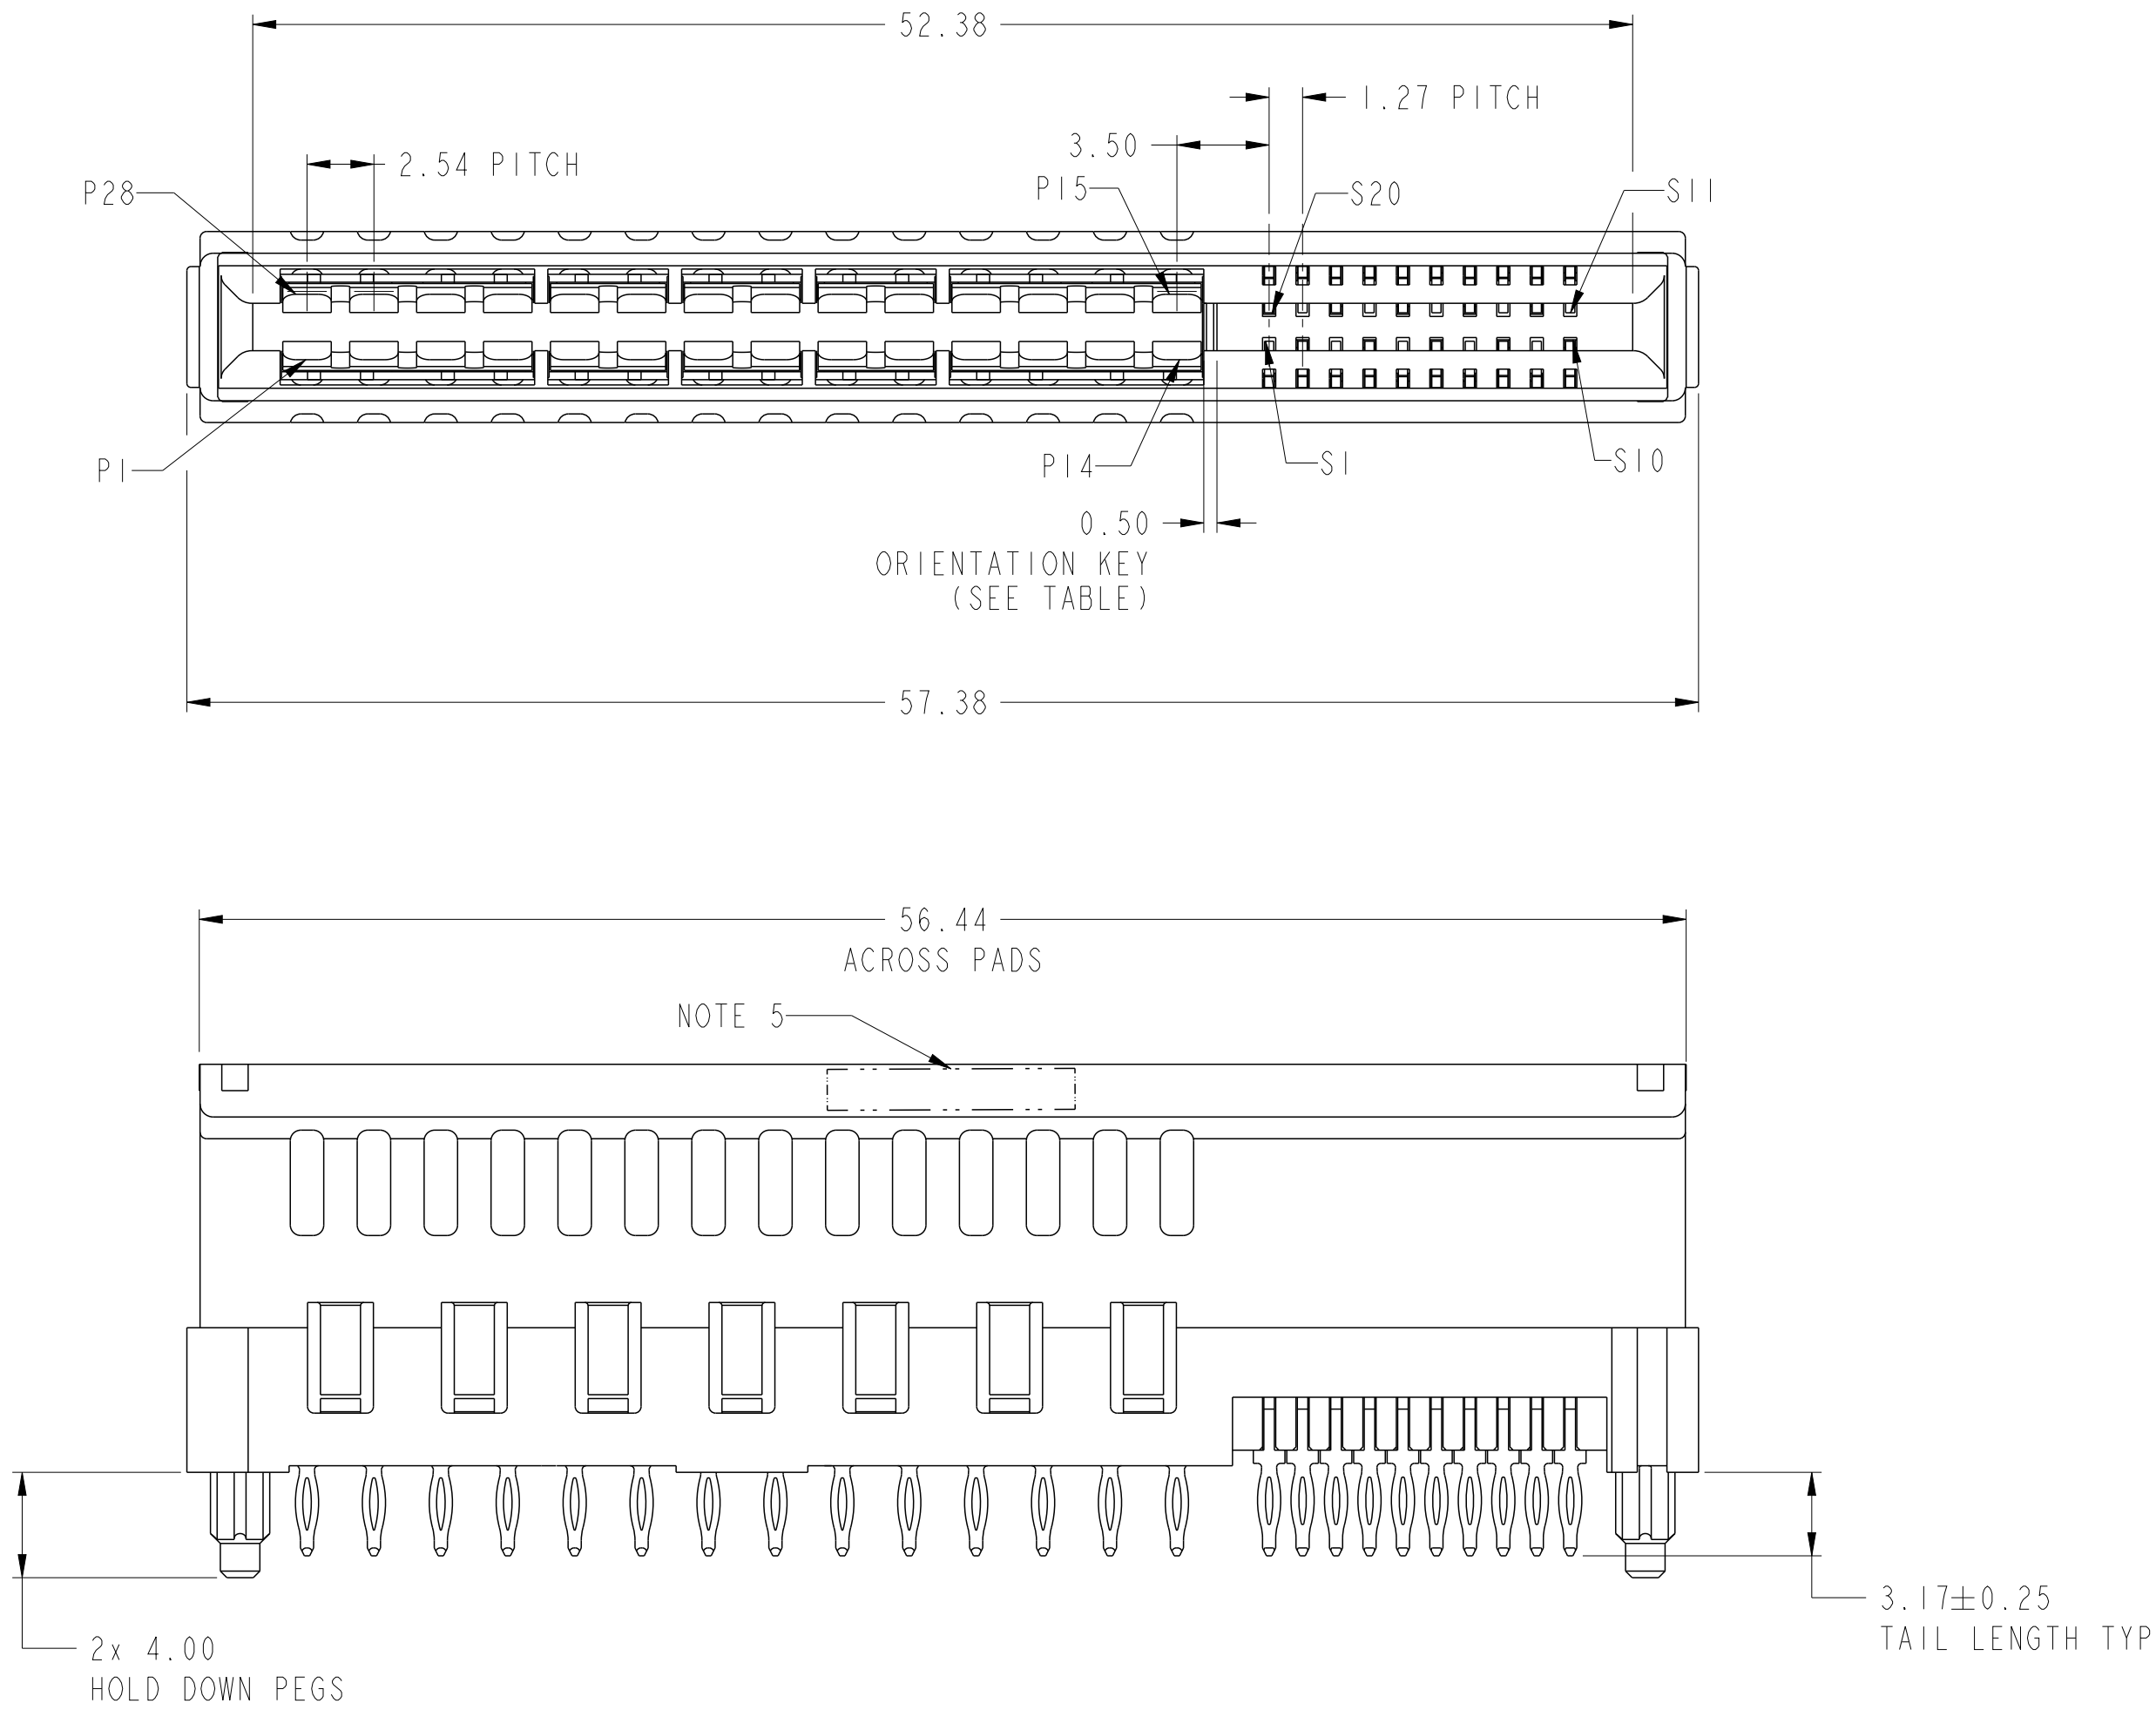 52.38
1.27 PITCH
3.50
2.54 PITCH
P28
P15
S20
S11
P1
P14
S1
S10
0.50
ORIENTATION KEY
(SEE TABLE)
57.38
56.44
ACROSS PADS
NOTE 5
3.17±0.25
TAIL LENGTH TYP
2x 4.00
HOLD DOWN PEGS